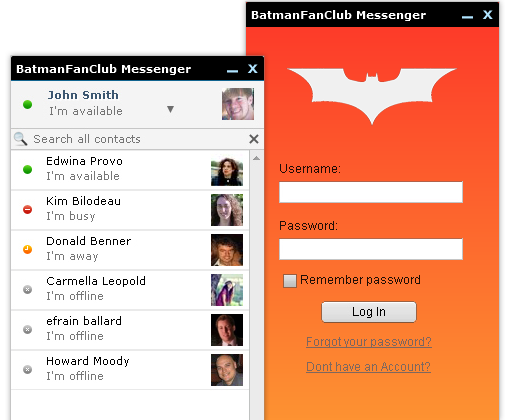 BatmanFanClub Messenger
BatmanFanClub Messenger
John Smith
I'm available
Search all contacts
Edwina Provo
I'm available
Kim Bilodeau
I'm busy
Donald Benner
I'm away
Carmella Leopold
I'm offline
efrain ballard
I'm offline
Howard Moody
I'm offline
Username:
Password:
Remember password
Log In
Forgot your password?
Dont have an Account?